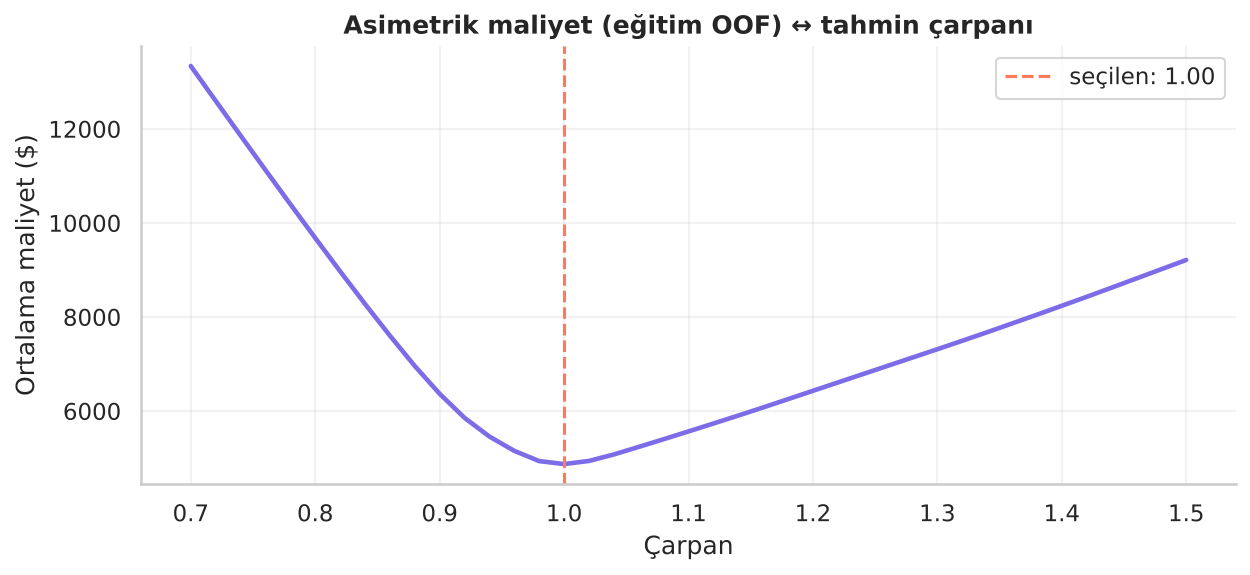 Asimetrik maliyet (eğitim OOF) ↔ tahmin çarpanı
seçilen: 1.00
Ortalama maliyet ($)
12000
10000
8000
6000
0.7 0.8 0.9 1.0 1.1 1.2 1.3 1.4 1.5
Çarpan